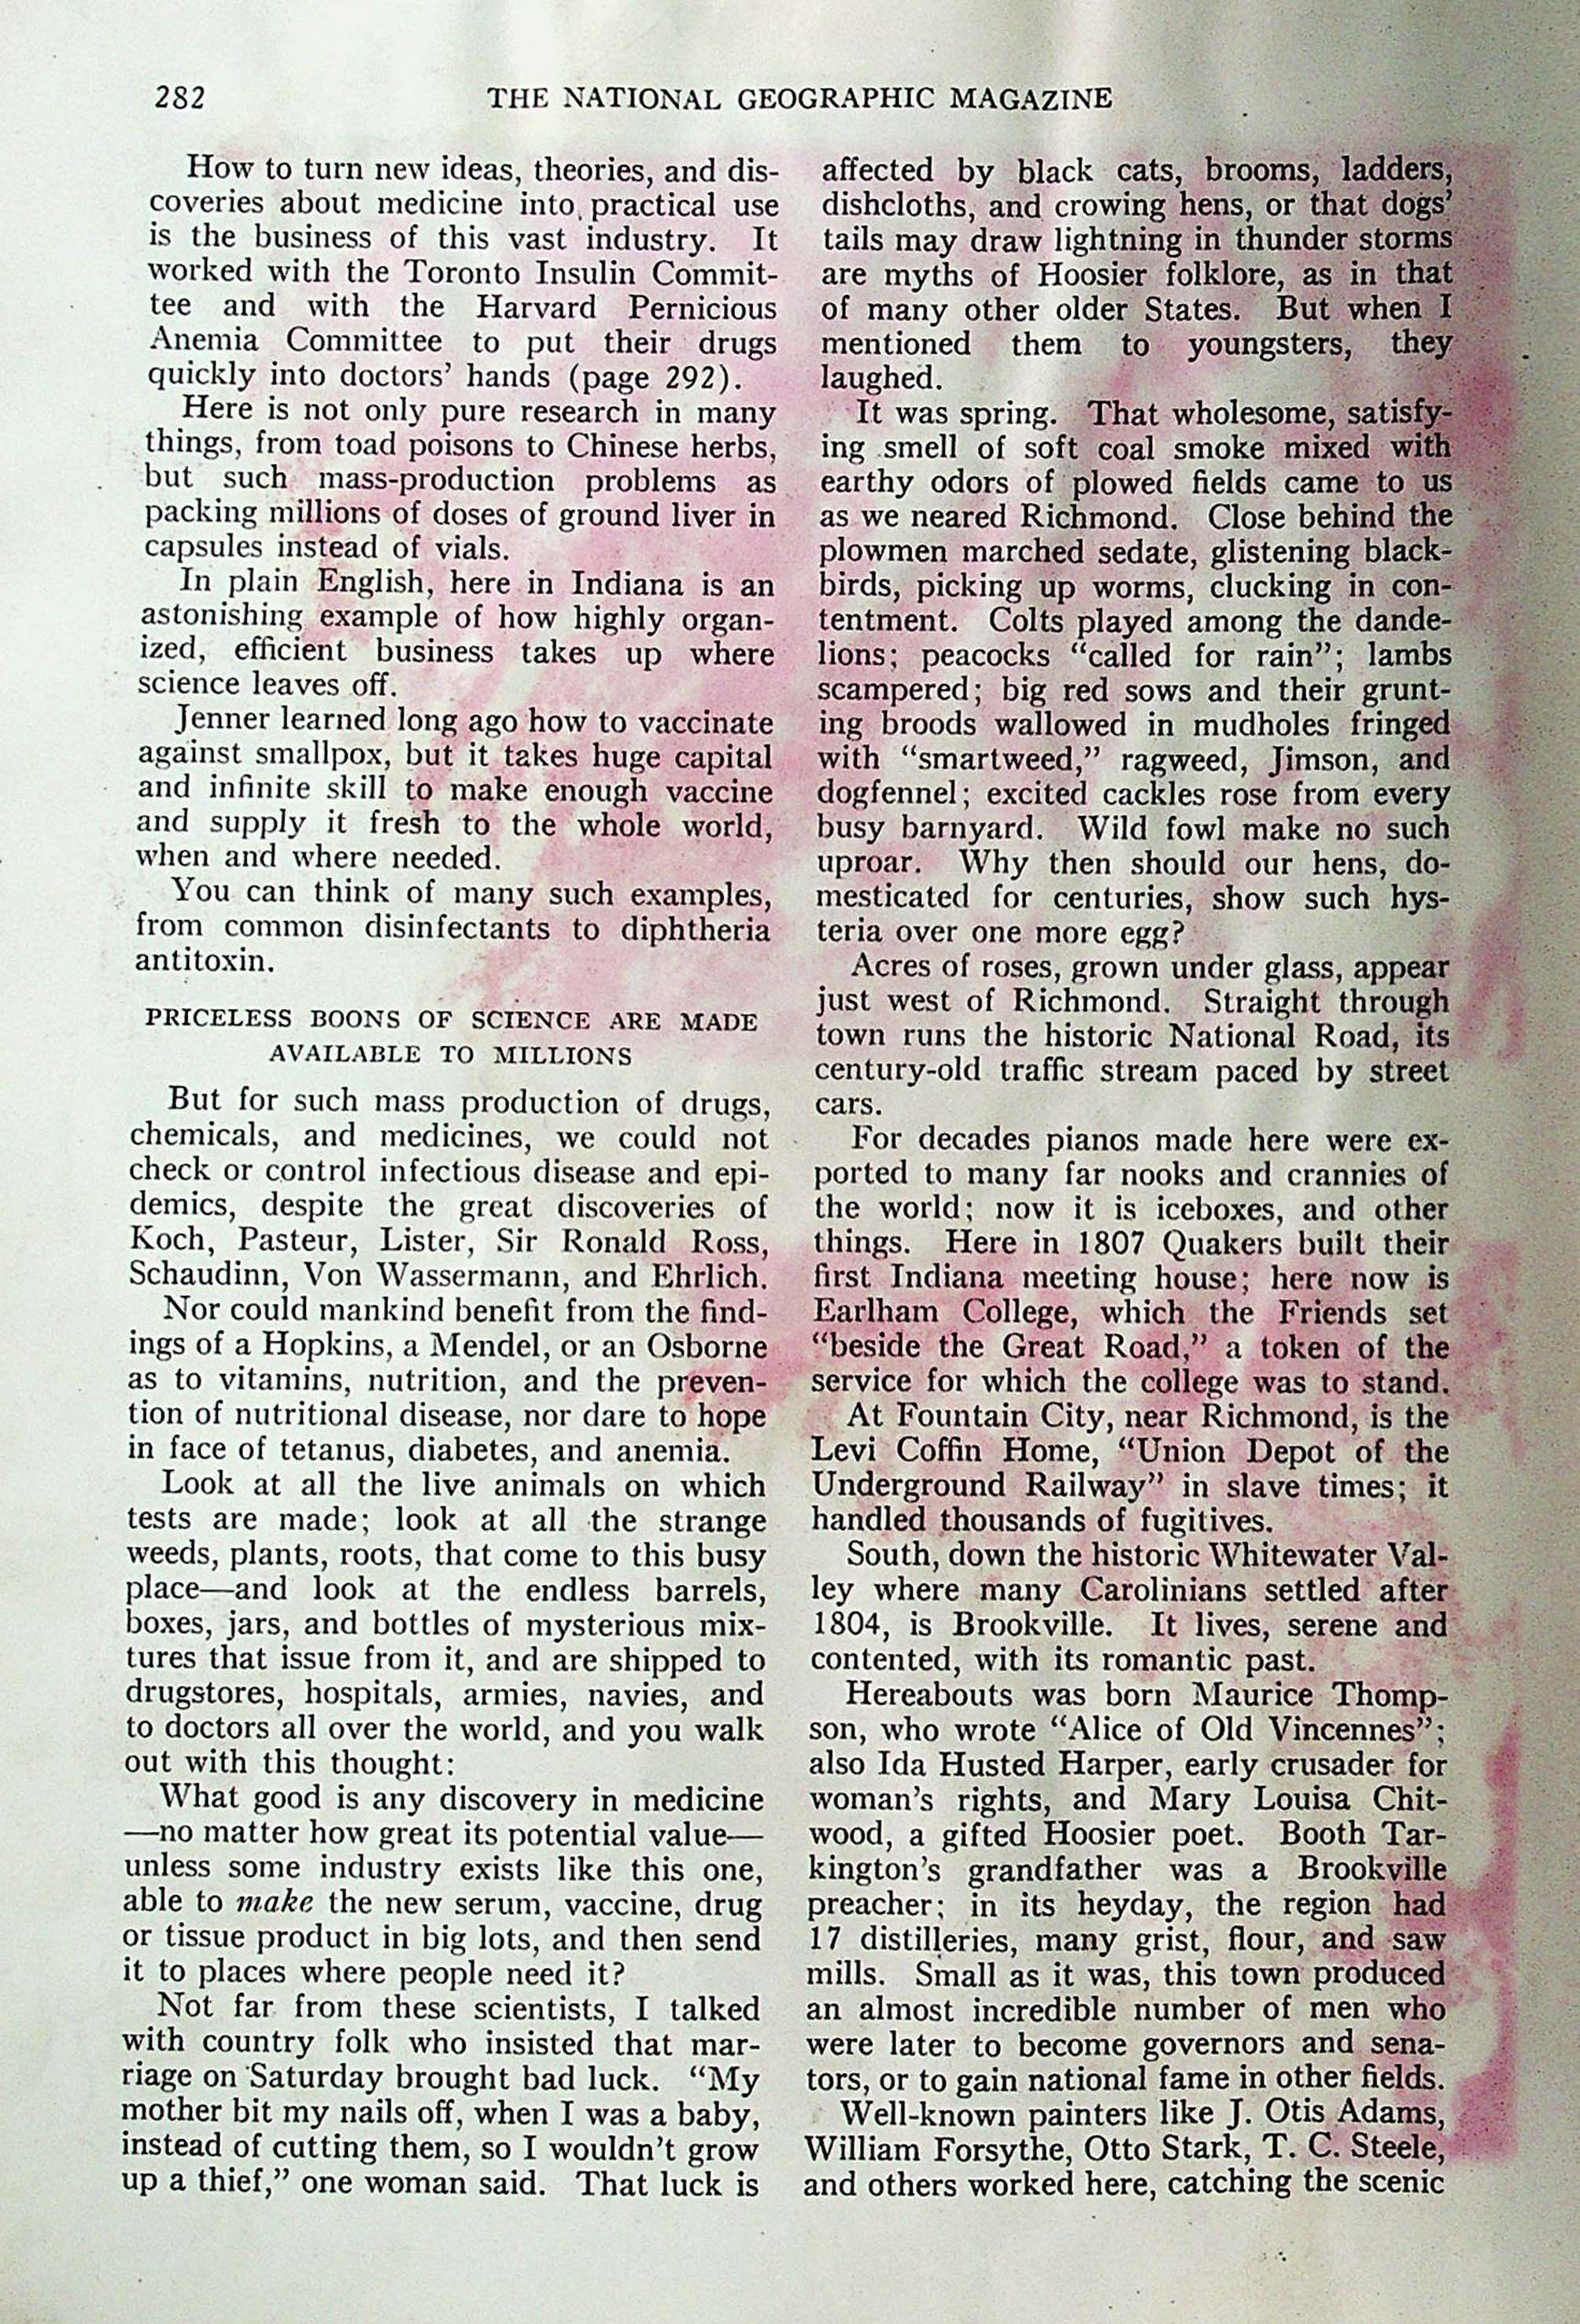 282
THE NATIONAL GEOGRAPHIC MAGAZINE
How to turn new ideas, theories, and dis-
coveries about medicine into practical use
is the business of this vast industry. It
worked with the Toronto Insulin Commit-
tee and with the Harvard Pernicious
Anemia Committee to put their drugs
quickly into doctors' hands (page 292).
Here is not only pure research in many
things, from toad poisons to Chinese herbs,
but such mass-production problems as
packing millions of doses of ground liver in
capsules instead of vials.
In plain English, here in Indiana is an
astonishing example of how highly organ-
ized, efficient business takes up where
science leaves off.
Jenner learned long ago how to vaccinate
against smallpox, but it takes huge capital
and infinite skill to make enough vaccine
and supply it fresh to the whole world,
when and where needed.
You can think of many such examples,
from common disinfectants to diphtheria
antitoxin.
PRICELESS BOONS OF SCIENCE ARE MADE
AVAILABLE TO MILLIONS
But for such mass production of drugs,
chemicals, and medicines, we could not
check or control infectious disease and epi-
demics, despite the great discoveries of
Koch, Pasteur, Lister, Sir Ronald Ross,
Schaudinn, Von Wassermann, and Ehrlich.
Nor could mankind benefit from the find-
ings of a Hopkins, a Mendel, or an Osborne
as to vitamins, nutrition, and the preven-
tion of nutritional disease, nor dare to hope
in face of tetanus, diabetes, and anemia.
Look at all the live animals on which
tests are made; look at all the strange
weeds, plants, roots, that come to this busy
place—and look at the endless barrels,
boxes, jars, and bottles of mysterious mix-
tures that issue from it, and are shipped to
drugstores, hospitals, armies, navies, and
to doctors all over the world, and you walk
out with this thought:
What good is any discovery in medicine
—no matter how great its potential value—
unless some industry exists like this one,
able to make the new serum, vaccine, drug
or tissue product in big lots, and then send
it to places where people need it?
Not far from these scientists, I talked
with country folk who insisted that mar-
riage on Saturday brought bad luck. "My
mother bit my nails off, when I was a baby,
instead of cutting them, so I wouldn't grow
up a thief," one woman said. That luck is
affected by black cats, brooms, ladders,
dishcloths, and crowing hens, or that dogs'
tails may draw lightning in thunder storms
are myths of Hoosier folklore, as in that
of many other older States. But when I
mentioned them to youngsters, they
laughed.
It was spring. That wholesome, satisfy-
ing smell of soft coal smoke mixed with
earthy odors of plowed fields came to us
as we neared Richmond. Close behind the
plowmen marched sedate, glistening black-
birds, picking up worms, clucking in con-
tentment. Colts played among the dande-
lions; peacocks "called for rain"; lambs
scampered; big red sows and their grunt-
ing broods wallowed in mudholes fringed
with "smartweed," ragweed, Jimson, and
dogfennel; excited cackles rose from every
busy barnyard. Wild fowl make no such
uproar. Why then should our hens, do-
mesticated for centuries, show such hys-
teria over one more egg?
Acres of roses, grown under glass, appear
just west of Richmond. Straight through
town runs the historic National Road, its
century-old traffic stream paced by street
cars.
For decades pianos made here were ex-
ported to many far nooks and crannies of
the world; now it is iceboxes, and other
things. Here in 1807 Quakers built their
first Indiana meeting house; here now is
Earlham College, which the Friends set
"beside the Great Road," a token of the
service for which the college was to stand.
At Fountain City, near Richmond, is the
Levi Coffin Home, "Union Depot of the
Underground Railway" in slave times; it
handled thousands of fugitives.
South, down the historic Whitewater Val-
ley where many Carolinians settled after
1804, is Brookville. It lives, serene and
contented, with its romantic past.
Hereabouts was born Maurice Thomp-
son, who wrote "Alice of Old Vincennes";
also Ida Husted Harper, early crusader for
woman's rights, and Mary Louisa Chit-
wood, a gifted Hoosier poet. Booth Tar-
kington's grandfather was a Brookville
preacher; in its heyday, the region had
17 distilleries, many grist, flour, and saw
mills. Small as it was, this town produced
an almost incredible number of men who
were later to become governors and sena-
tors, or to gain national fame in other fields.
Well-known painters like J. Otis Adams,
William Forsythe, Otto Stark, T. C. Steele,
and others worked here, catching the scenic